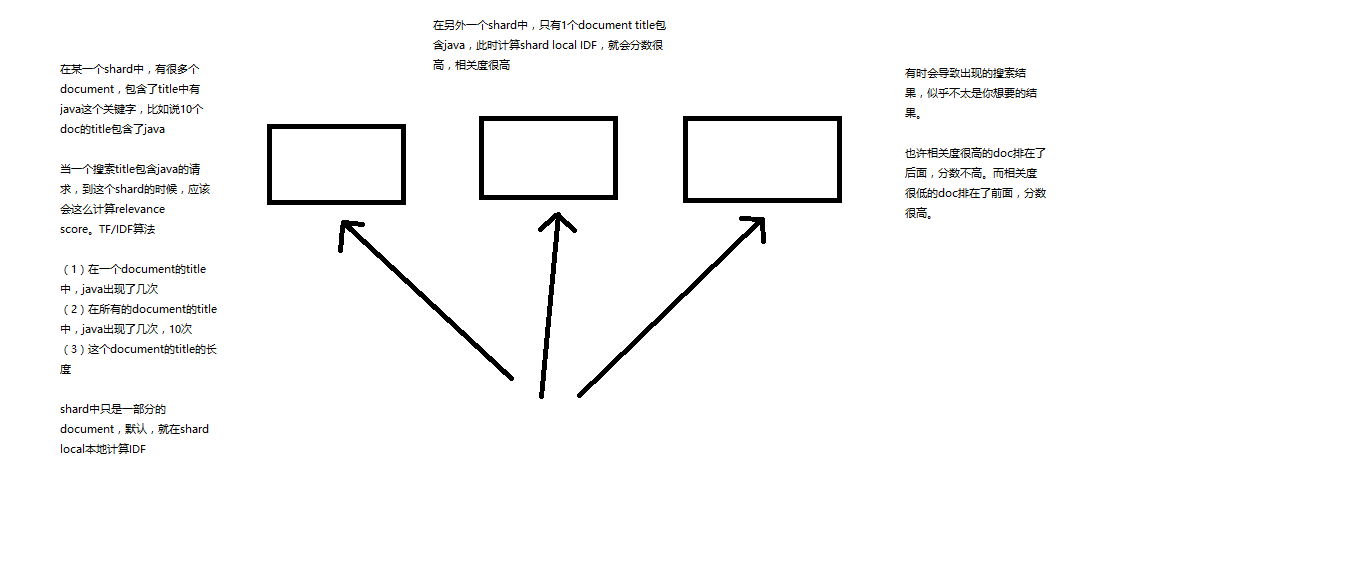 在某一个shard中，有很多个
document，包含了title中有
java这个关键字，比如说10个
doc的title包含了java
当一个搜索title包含java的请
求，到这个shard的时候，应该
会这么计算relevance
score。TF/IDF算法
（1）在一个document的title
中，java出现了几次
（2）在所有的document的title
中，java出现了几次，10次
（3）这个document的title的长
度
shard中只是一部分的
document，默认，就在shard
local本地计算IDF
在另外一个shard中，只有1个document title包
含java，此时计算shard local IDF，就会分数很
高，相关度很高
有时会导致出现的搜索结
果，似乎不太是你想要的结
果。
也许相关度很高的doc排在了
后面，分数不高。而相关度
很低的doc排在了前面，分数
很高。